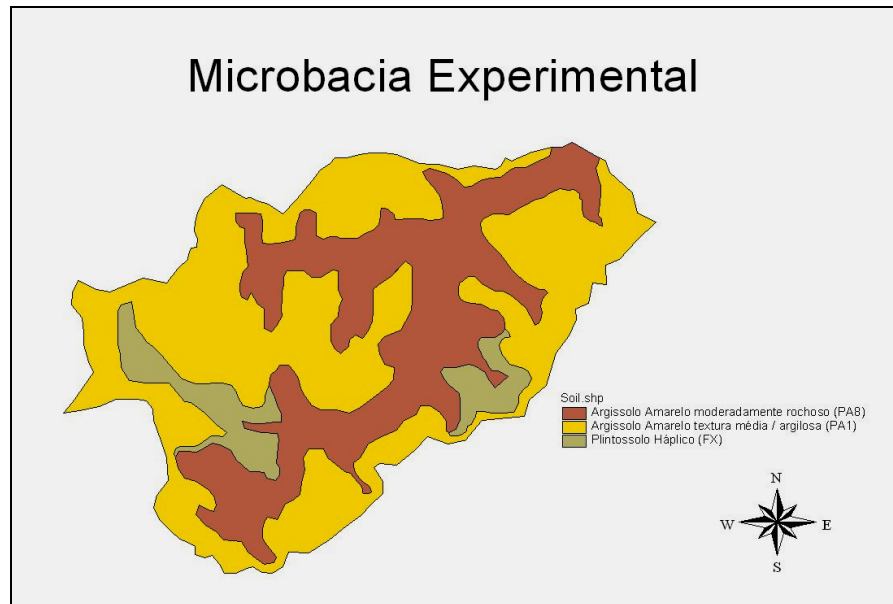 Microbacia Experimental
Soil.shp
Argissolo Amarelo moderadamente rochoso (PA8)
Argissolo Amarelo textura média / argilosa (PA1)
Plintossolo Háplico (FX)
N
W
E
S